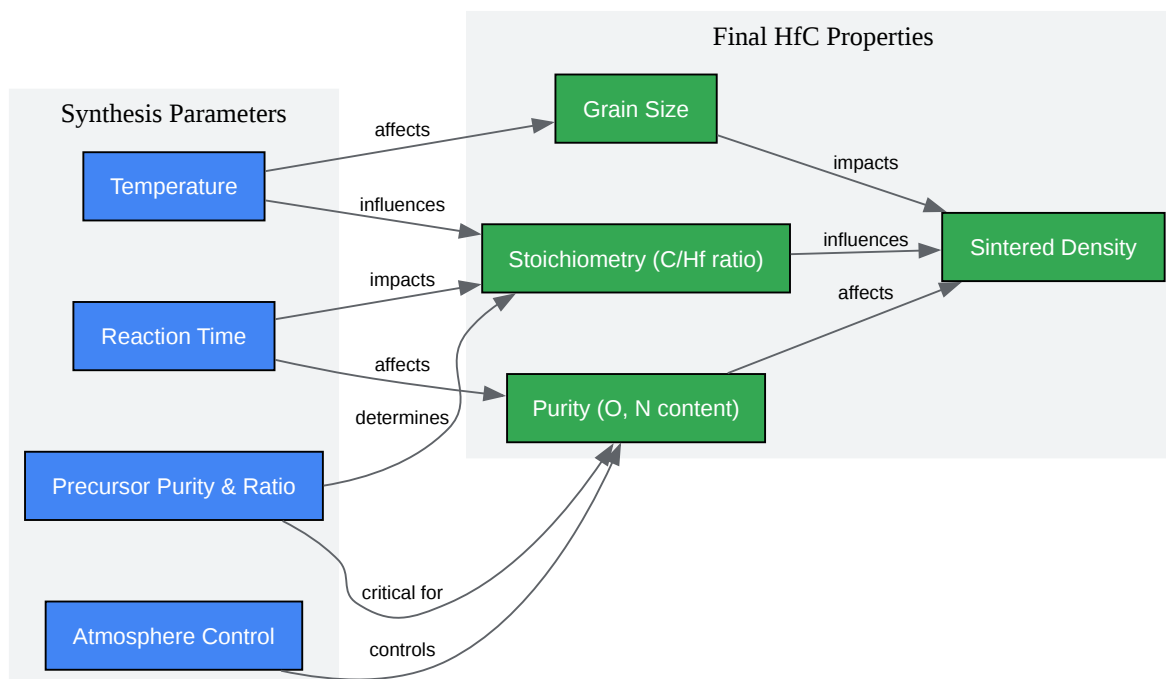 Final HfC Properties
Synthesis Parameters
Grain Size
affects
impacts
Temperature
influences
Stoichiometry (C/Hf ratio)
influences
Sintered Density
impacts
affects
Reaction Time
affects
Purity (O, N content)
determines
Precursor Purity & Ratio
critical for
Atmosphere Control
controls